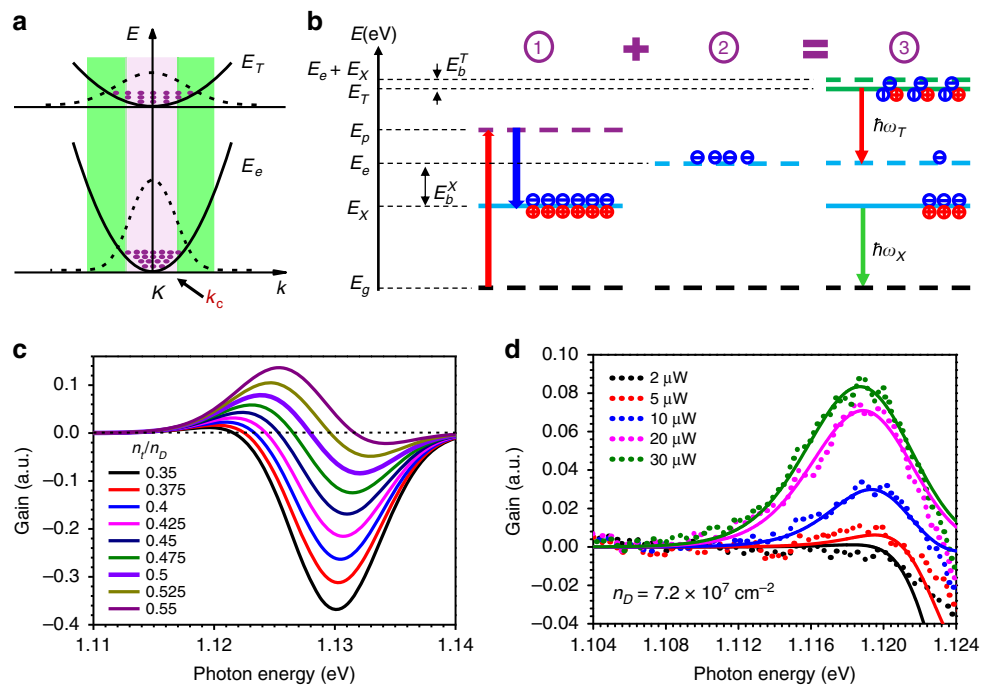 a
E
E_T
E_e
K
k_c
k
b
E(eV)
① + ② = ③
E_e + E_X
E_b^T
E_T
E_p
E_e
E_b^X
E_X
E_g
ℏω_T
ℏω_X
c
Gain (a.u.)
0.1
0.0
−0.1
−0.2
−0.3
−0.4
n_t/n_D
0.35
0.375
0.4
0.425
0.45
0.475
0.5
0.525
0.55
1.11 1.12 1.13 1.14
Photon energy (eV)
d
Gain (a.u.)
0.10
0.08
0.06
0.04
0.02
0.00
−0.02
−0.04
2 μW
5 μW
10 μW
20 μW
30 μW
n_D = 7.2 × 10⁷ cm⁻²
1.104 1.108 1.112 1.116 1.120 1.124
Photon energy (eV)